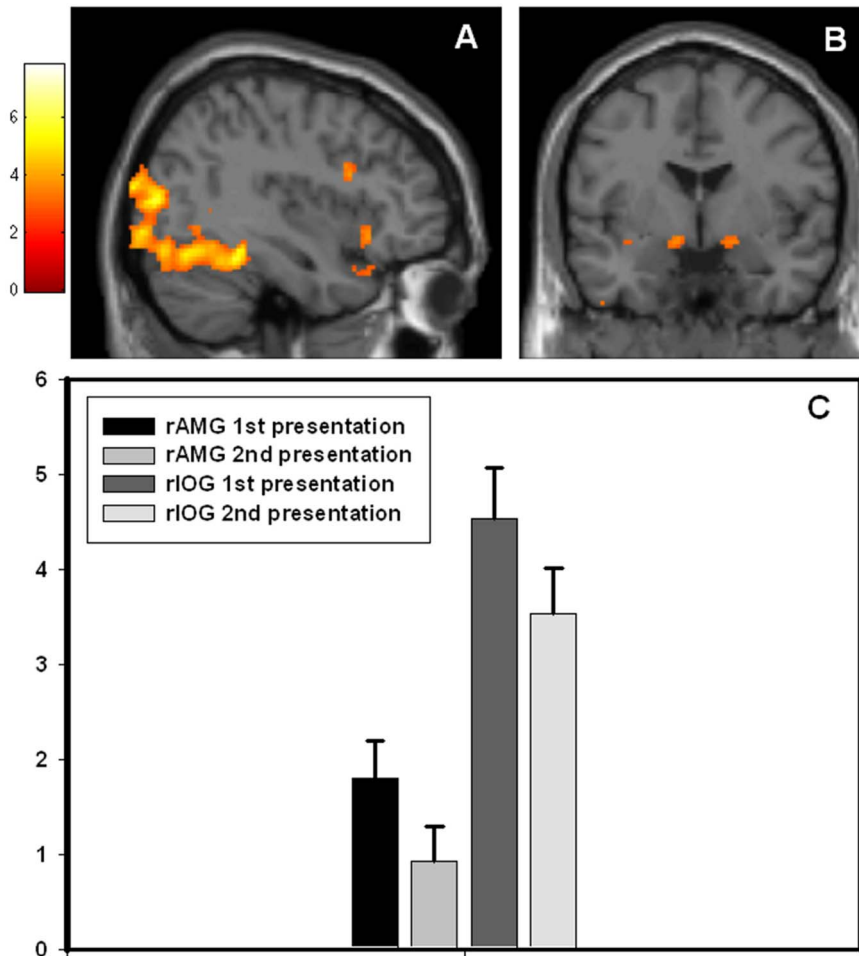 A
B
6
4
2
0
6
C
rAMG 1st presentation
rAMG 2nd presentation
rIOG 1st presentation
rIOG 2nd presentation
5
4
3
2
1
0